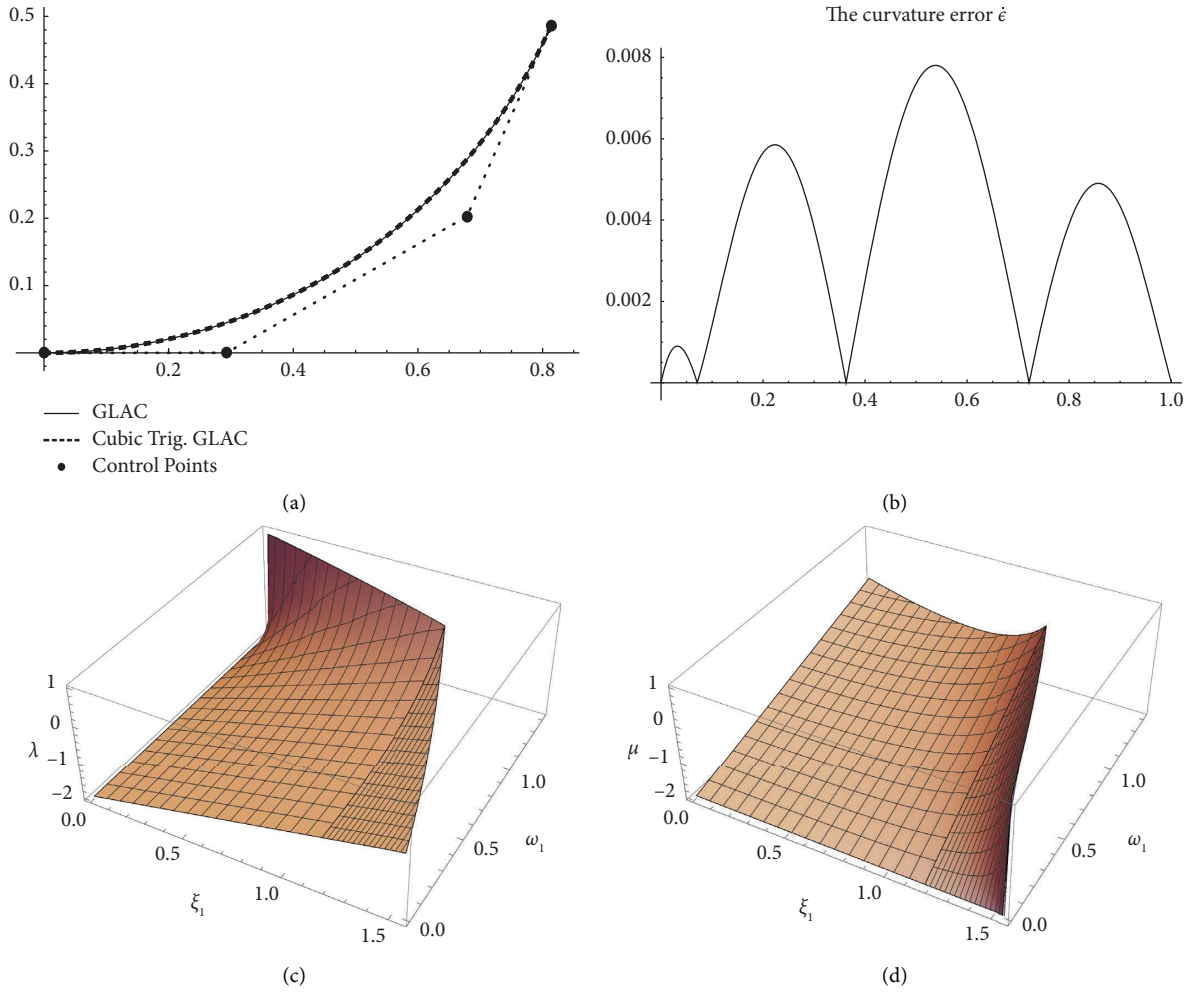 0.5
0.4
0.3
0.2
0.1
0.2
0.4
0.6
0.8
GLAC
Cubic Trig. GLAC
Control Points
(a)
The curvature error ϵ̇
0.008
0.006
0.004
0.002
0.2
0.4
0.6
0.8
1.0
(b)
1
0
λ
−1
−2
0.0
0.5
1.0
1.5
ξ₁
0.0
0.5
1.0
ω₁
(c)
1
0
μ
−1
−2
0.0
0.5
1.0
1.5
ξ₁
0.0
0.5
1.0
ω₁
(d)